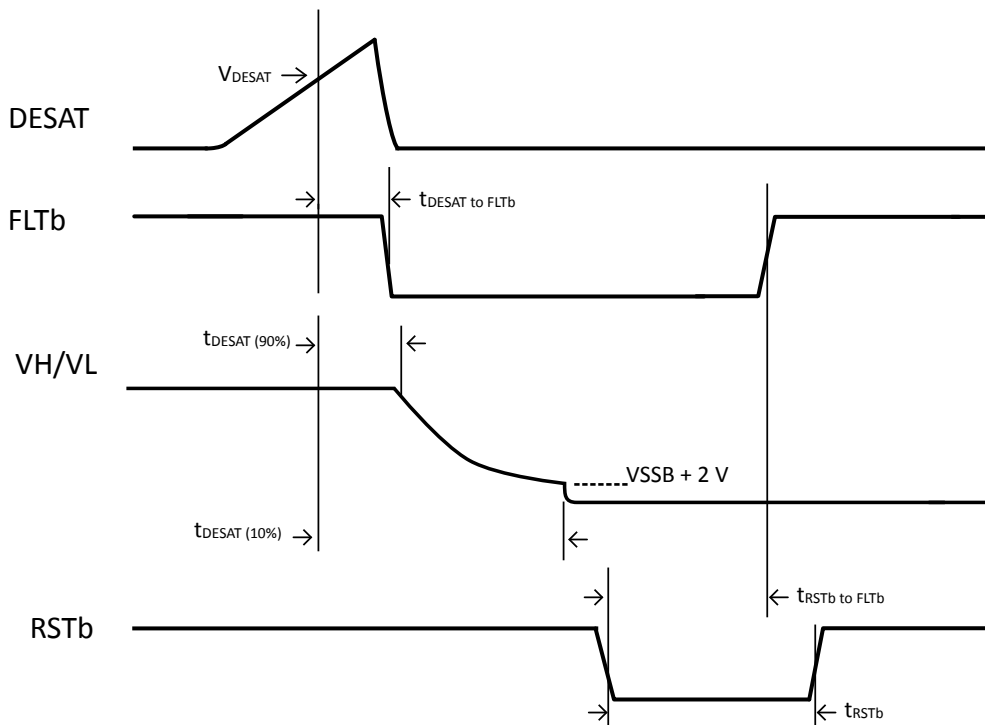 VDESAT
DESAT
tDESAT to FLTb
FLTb
tDESAT (90%)
VH/VL
VSSB + 2 V
tDESAT (10%)
tRSTb to FLTb
RSTb
tRSTb